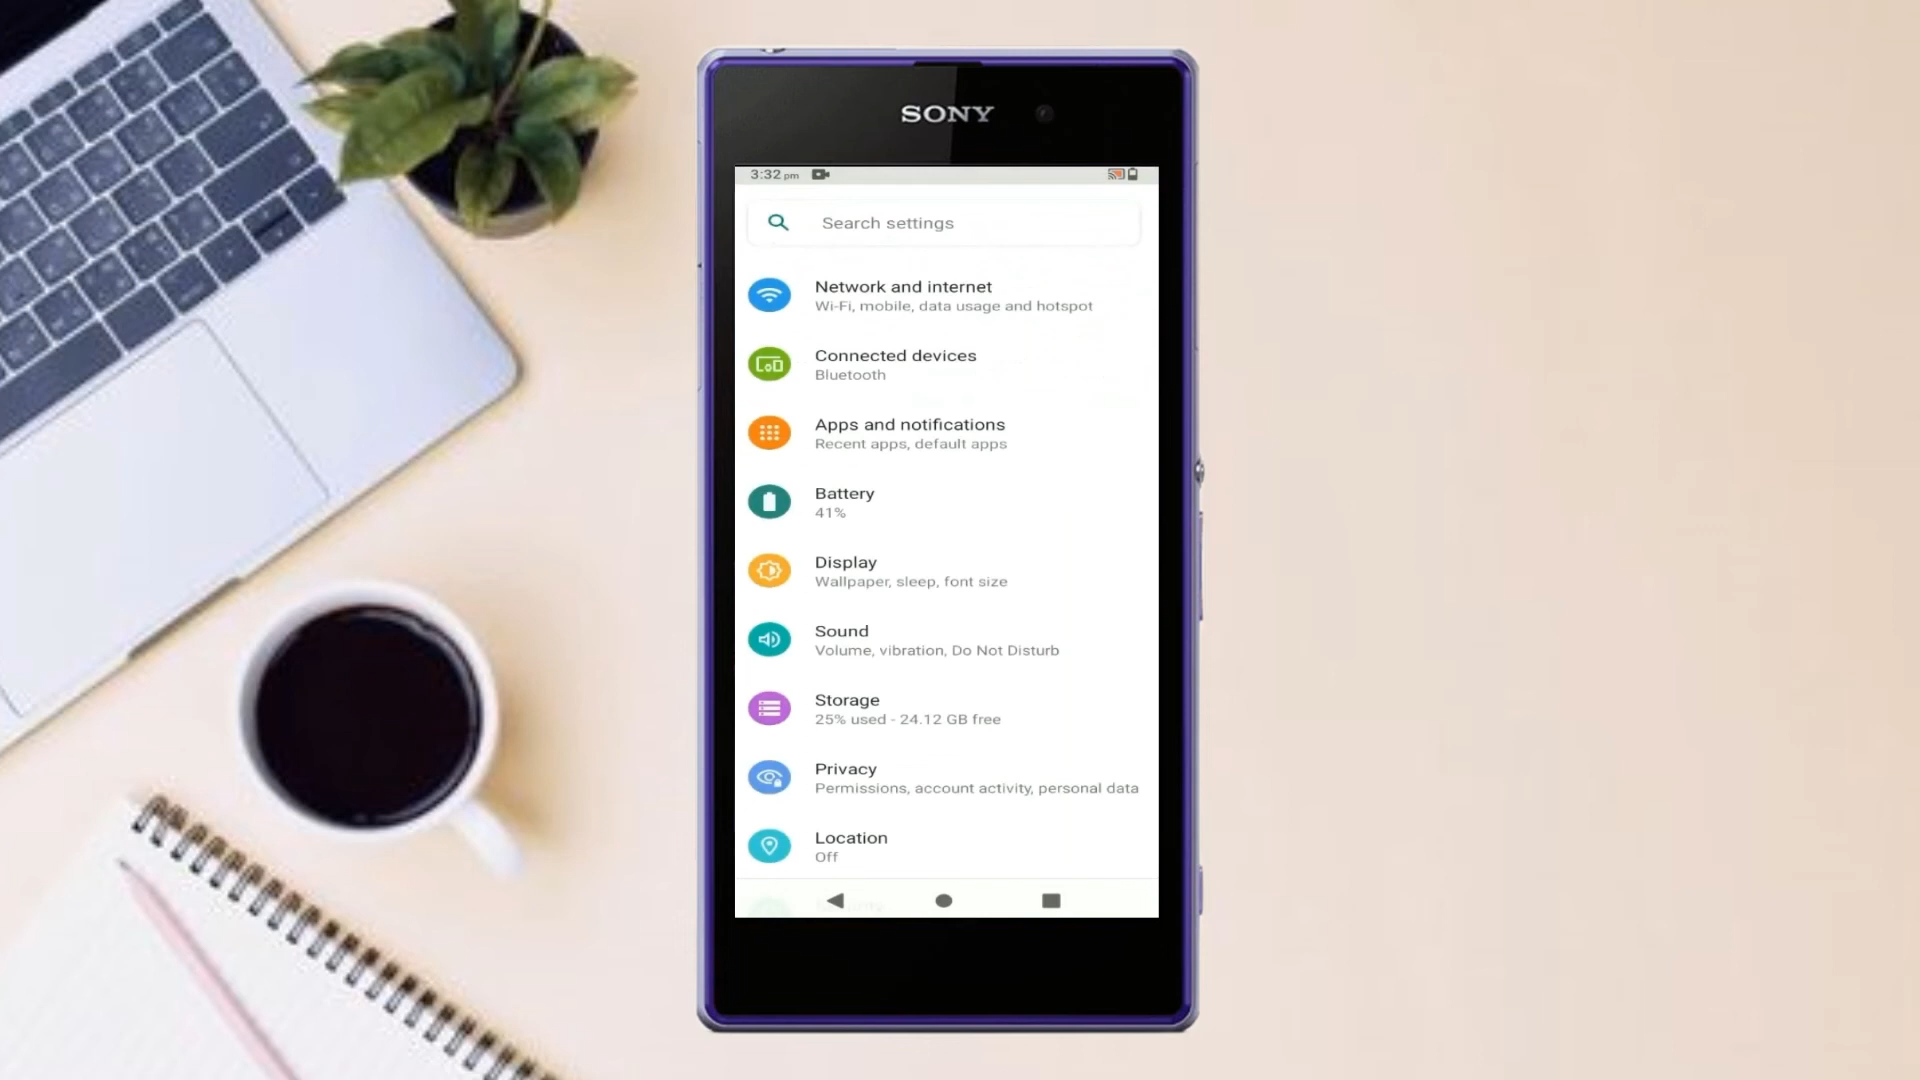 SONY
3:32 pm
Search settings
Network and internet
Wi-Fi, mobile, data usage and hotspot
Connected devices
Bluetooth
Apps and notifications
Recent apps, default apps
Battery
41%
Display
Wallpaper, sleep, font size
Sound
Volume, vibration, Do Not Disturb
Storage
25% used - 24.12 GB free
Privacy
Permissions, account activity, personal data
Location
Off